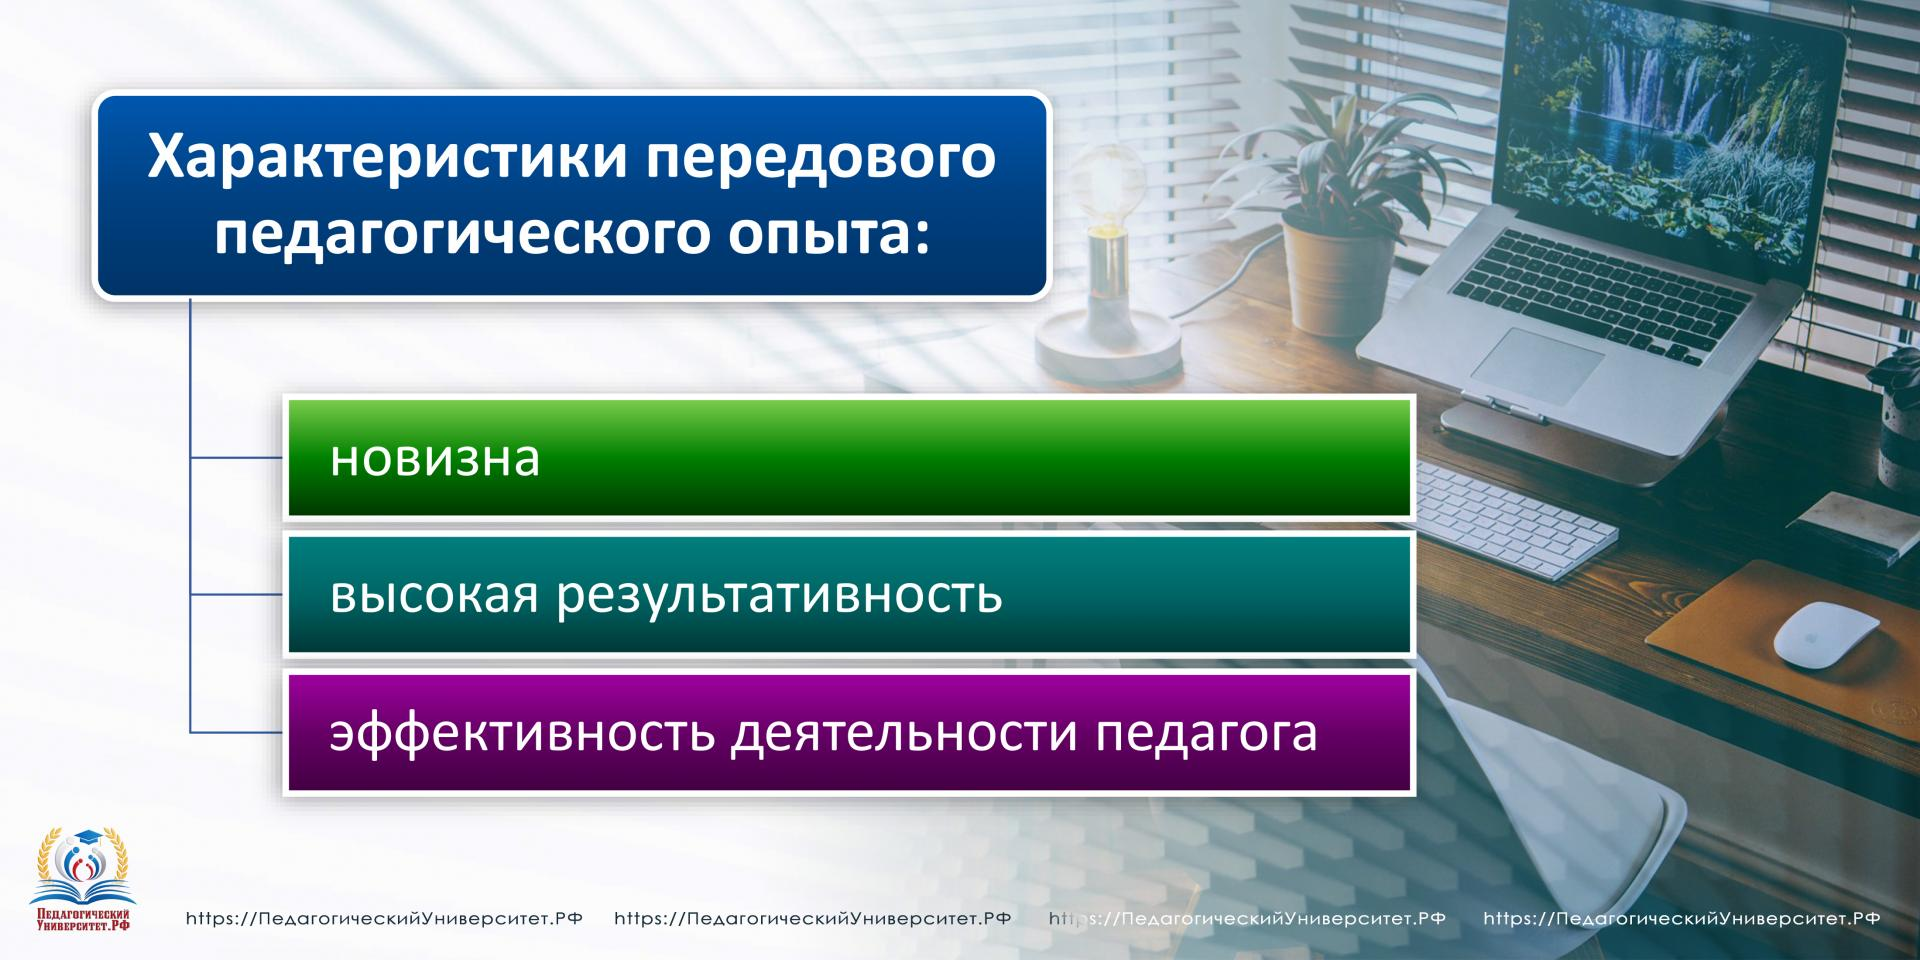 Характеристики передового
педагогического опыта:
новизна
высокая результативность
эффективность деятельности педагога
Педагогический
Университет.РФ
https://ПедагогическийУниверситет.РФ https://ПедагогическийУниверситет.РФ https://ПедагогическийУниверситет.РФ https://ПедагогическийУниверситет.РФ